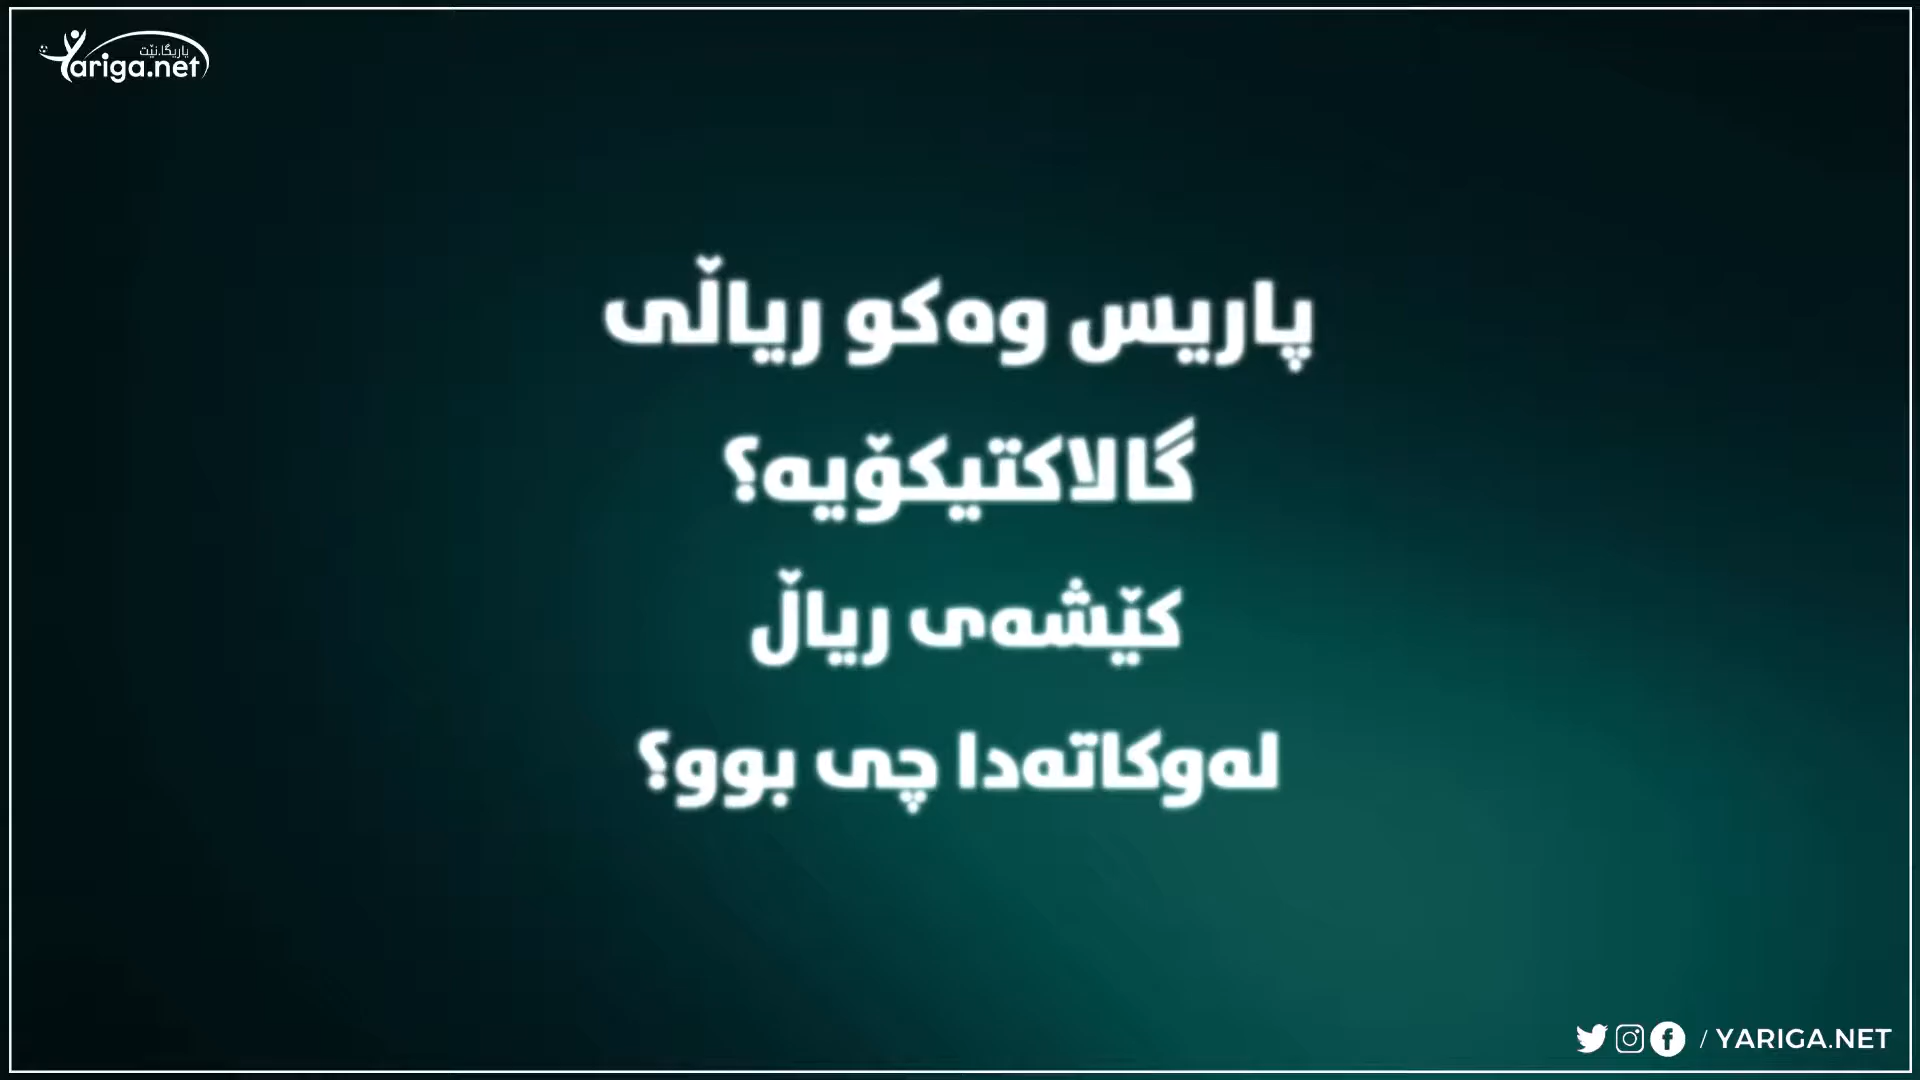 یاریگا.نێت
Yariga.net
پاریس وەکو ریاڵی
گالاکتیکۆیە؟
کێشەی ریاڵ
لەوکاتەدا چی بوو؟
/ YARIGA.NET